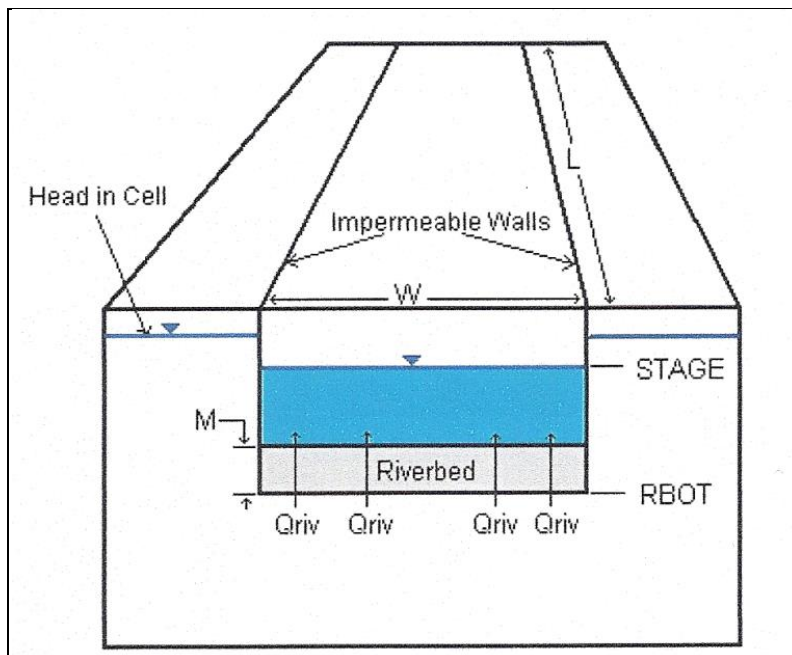 L
Head in Cell
Impermeable Walls
W
STAGE
M
Riverbed
RBOT
Qriv Qriv Qriv Qriv